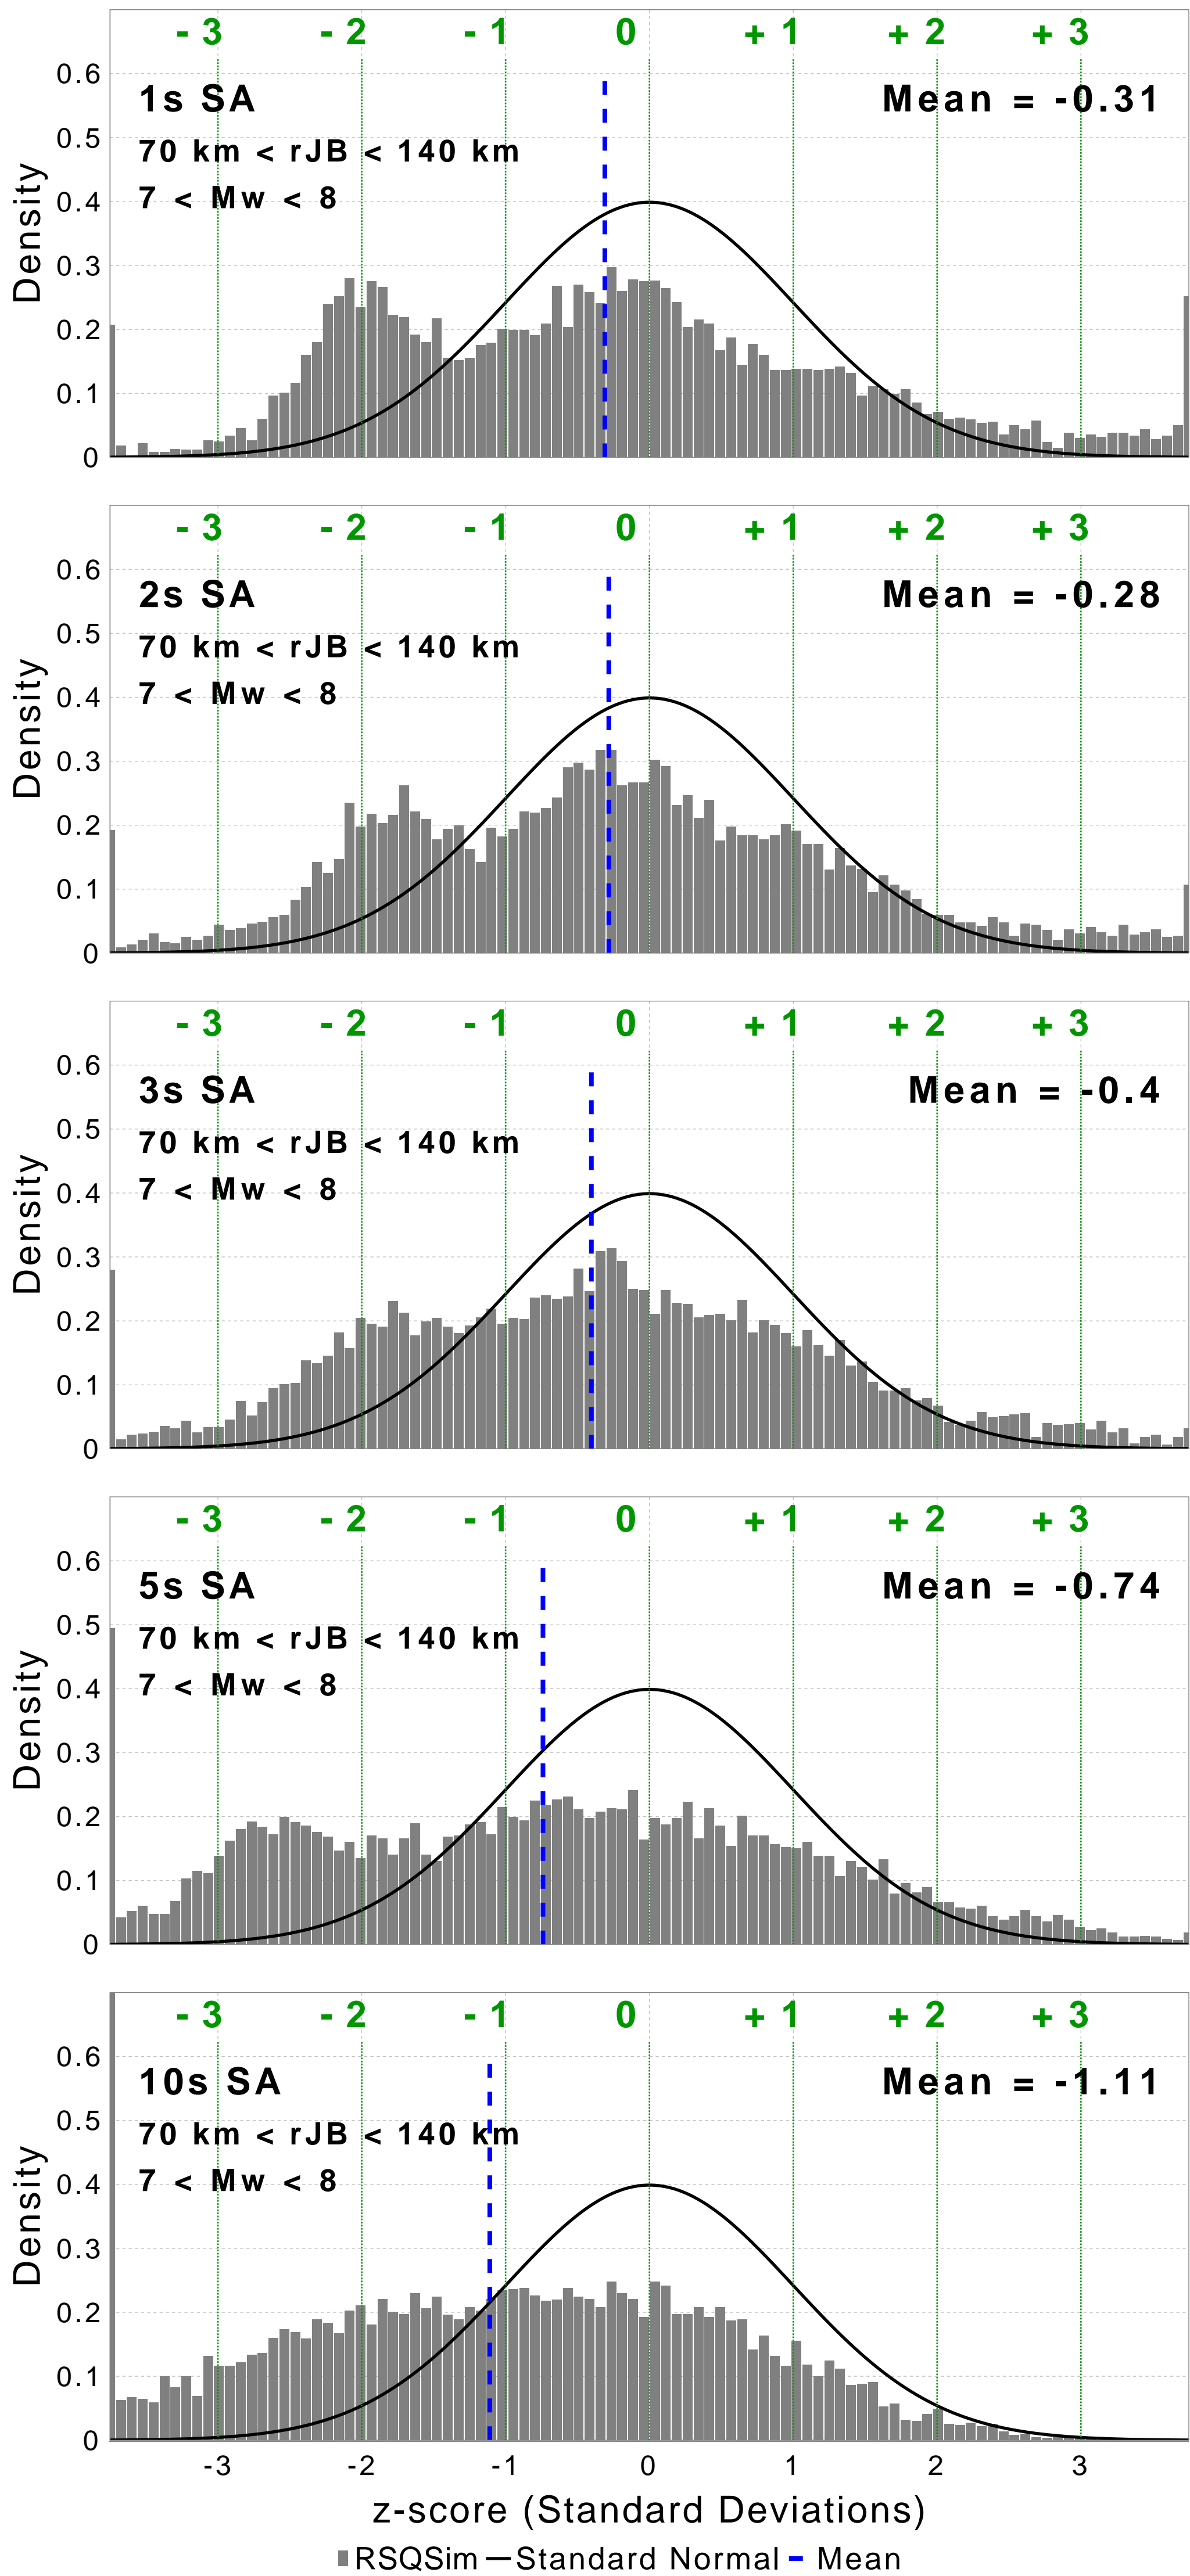 - 3 - 2 - 1 0 + 1 + 2 + 3
0.6
1s SA Mean = -0.31
0.5
70 km < rJB < 140 km
7 < Mw < 8
0.4
Density
0.3
0.2
0.1
0
- 3 - 2 - 1 0 + 1 + 2 + 3
0.6
2s SA Mean = -0.28
0.5
70 km < rJB < 140 km
7 < Mw < 8
0.4
Density
0.3
0.2
0.1
0
- 3 - 2 - 1 0 + 1 + 2 + 3
0.6
3s SA Mean = -0.4
0.5
70 km < rJB < 140 km
7 < Mw < 8
0.4
Density
0.3
0.2
0.1
0
- 3 - 2 - 1 0 + 1 + 2 + 3
0.6
5s SA Mean = -0.74
0.5
70 km < rJB < 140 km
7 < Mw < 8
0.4
Density
0.3
0.2
0.1
0
- 3 - 2 - 1 0 + 1 + 2 + 3
0.6
10s SA Mean = -1.11
0.5
70 km < rJB < 140 km
7 < Mw < 8
0.4
Density
0.3
0.2
0.1
0
-3 -2 -1 0 1 2 3
z-score (Standard Deviations)
RSQSim Standard Normal Mean